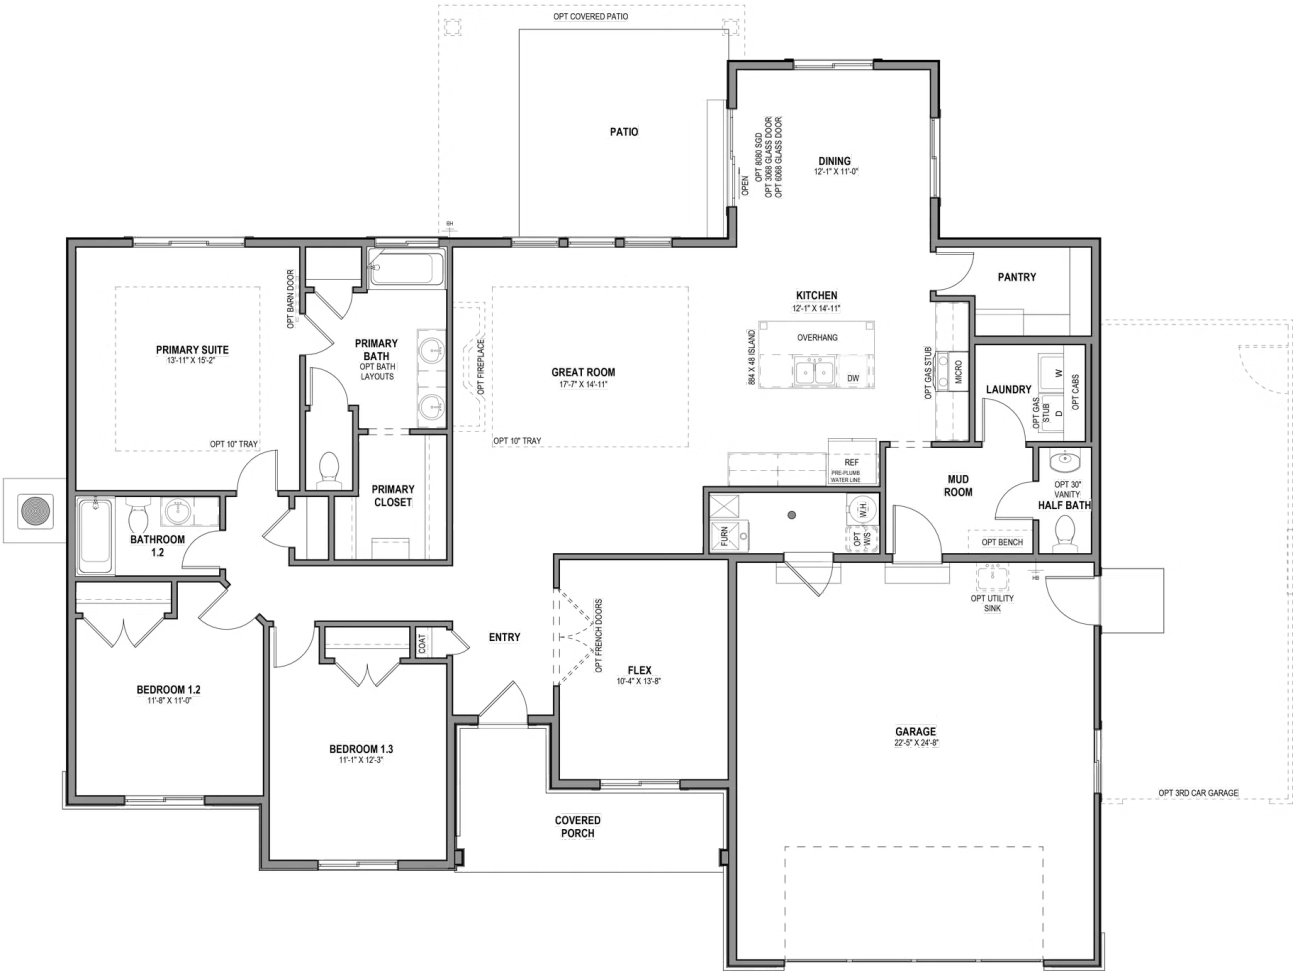 OPT COVERED PATIO
PATIO
OPEN
OPT 8080 SGD
OPT 3068 GLASS DOOR
OPT 6068 GLASS DOOR
DINING
12'-1" X 11'-0"
BH
OPT BARN DOOR
PRIMARY SUITE
13'-11" X 15'-2"
OPT 10" TRAY
PRIMARY
BATH
OPT BATH
LAYOUTS
OPT FIREPLACE
GREAT ROOM
17'-7" X 14'-11"
OPT 10" TRAY
KITCHEN
12'-1" X 14'-11"
884 X 48 ISLAND
OVERHANG
DW
OPT GAS STUB
MICRO
PANTRY
LAUNDRY
W
D
OPT GAS
STUB
OPT CABS
REF
PRE-PLUMB
WATER LINE
MUD
ROOM
OPT 30"
VANITY
HALF BATH
OPT BENCH
PRIMARY
CLOSET
BATHROOM
1.2
FURN
W.H.
OPT
W/S
OPT UTILITY
SINK
HB
COAT
ENTRY
OPT FRENCH DOORS
FLEX
10'-4" X 13'-8"
BEDROOM 1.2
11'-8" X 11'-0"
BEDROOM 1.3
11'-1" X 12'-3"
GARAGE
22'-5" X 24'-8"
OPT 3RD CAR GARAGE
COVERED
PORCH